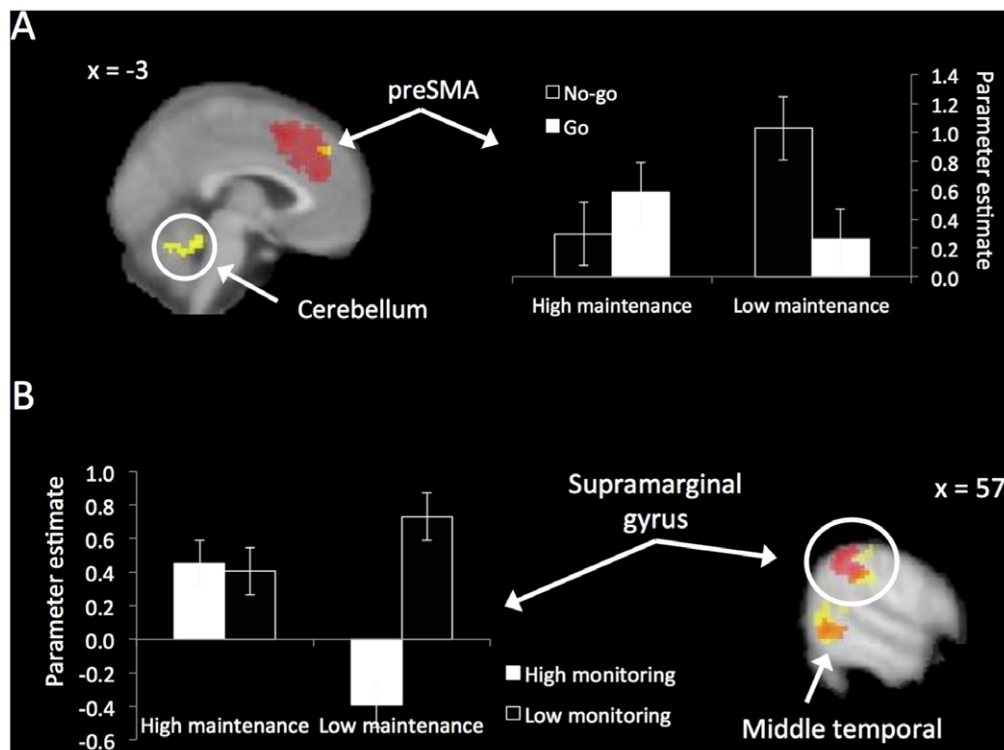 A
x = -3
preSMA
Cerebellum
No-go
Go
1.4
1.2
1.0
0.8
0.6
0.4
0.2
0.0
Parameter estimate
High maintenance
Low maintenance
B
1.0
0.8
0.6
0.4
0.2
0.0
-0.2
-0.4
-0.6
Parameter estimate
High maintenance
Low maintenance
Supramarginal
gyrus
x = 57
High monitoring
Low monitoring
Middle temporal